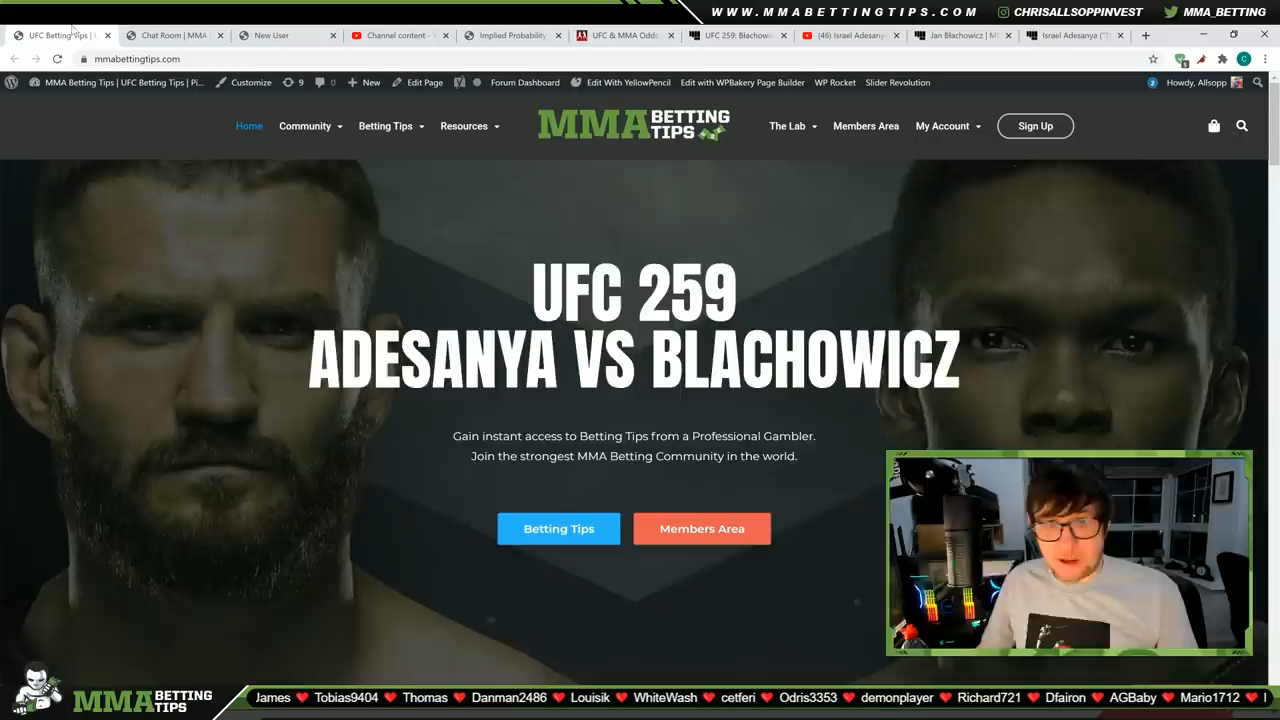 WWW.MMABETTINGTIPS.COM
CHRISALLSOPPINVEST
MMA_BETTING
UFC Betting Tips |
Chat Room | MMA
New User
Channel content -
Implied Probability
UFC & MMA Odds
UFC 259: Błachowic
(46) Israel Adesany
Jan Błachowicz | M
Israel Adesanya ("T
mmabettingtips.com
MMA Betting Tips | UFC Betting Tips | Pi...
Customize
9
0
New
Edit Page
Forum Dashboard
Edit With YellowPencil
Edit with WPBakery Page Builder
WP Rocket
Slider Revolution
2
Howdy, Allsopp
Home
Community
Betting Tips
Resources
MMA BETTING TIPS
The Lab
Members Area
My Account
Sign Up
UFC 259
ADESANYA VS BLACHOWICZ
Gain instant access to Betting Tips from a Professional Gambler.
Join the strongest MMA Betting Community in the world.
Betting Tips
Members Area
MMA BETTING TIPS
James ❤ Tobias9404 ❤ Thomas ❤ Danman2486 ❤ Louisik ❤ WhiteWash ❤ cetferi ❤ Odris3353 ❤ demonplayer ❤ Richard721 ❤ Dfairon ❤ AGBaby ❤ Mario1712 ❤